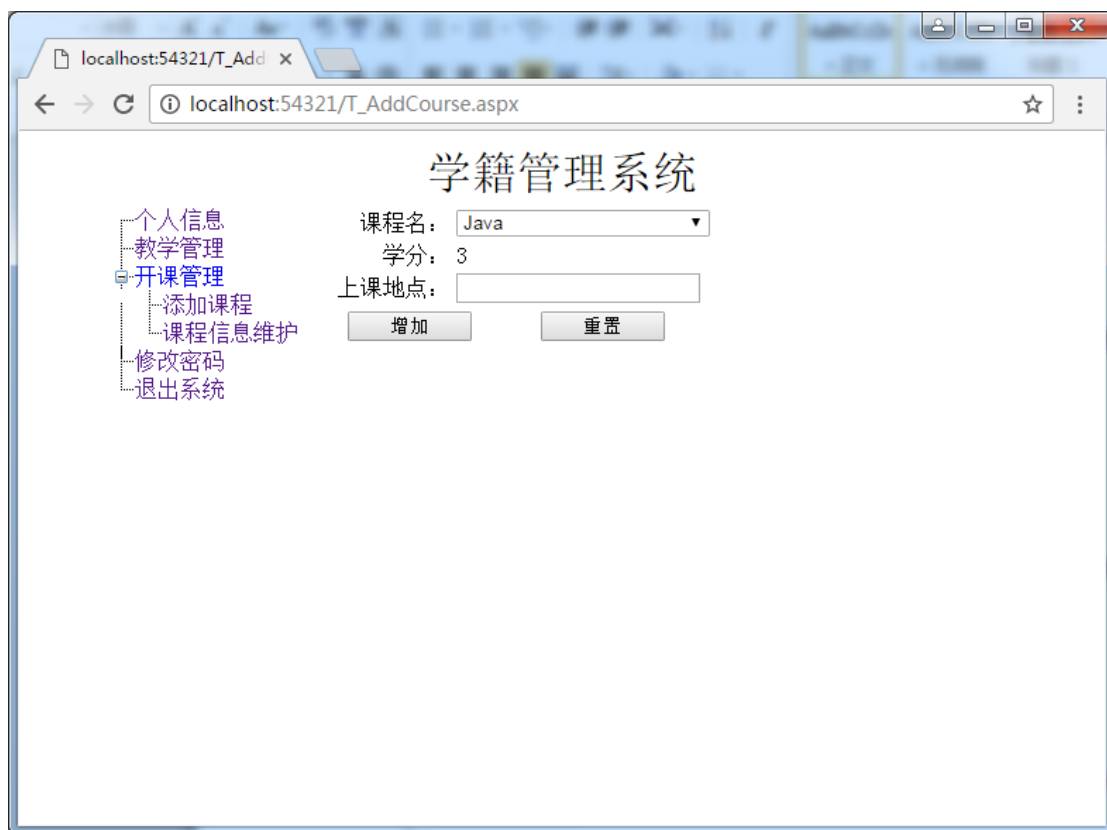 localhost:54321/T_Add
localhost:54321/T_AddCourse.aspx
学籍管理系统
个人信息
教学管理
开课管理
添加课程
课程信息维护
修改密码
退出系统
课程名： Java
学分： 3
上课地点：
增加 重置